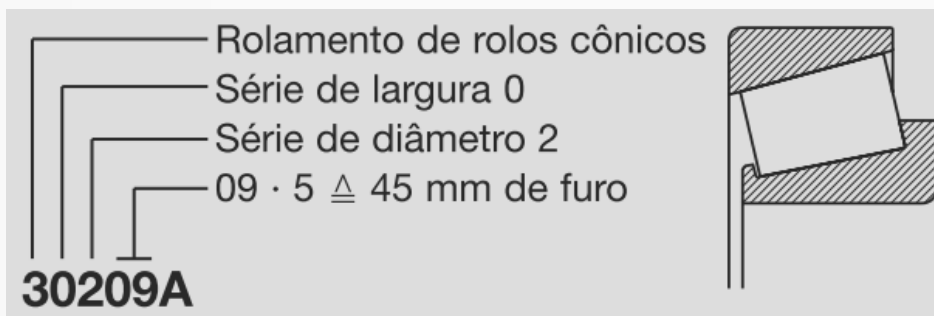 Rolamento de rolos cônicos
Série de largura 0
Série de diâmetro 2
09 · 5 ≙ 45 mm de furo
30209A